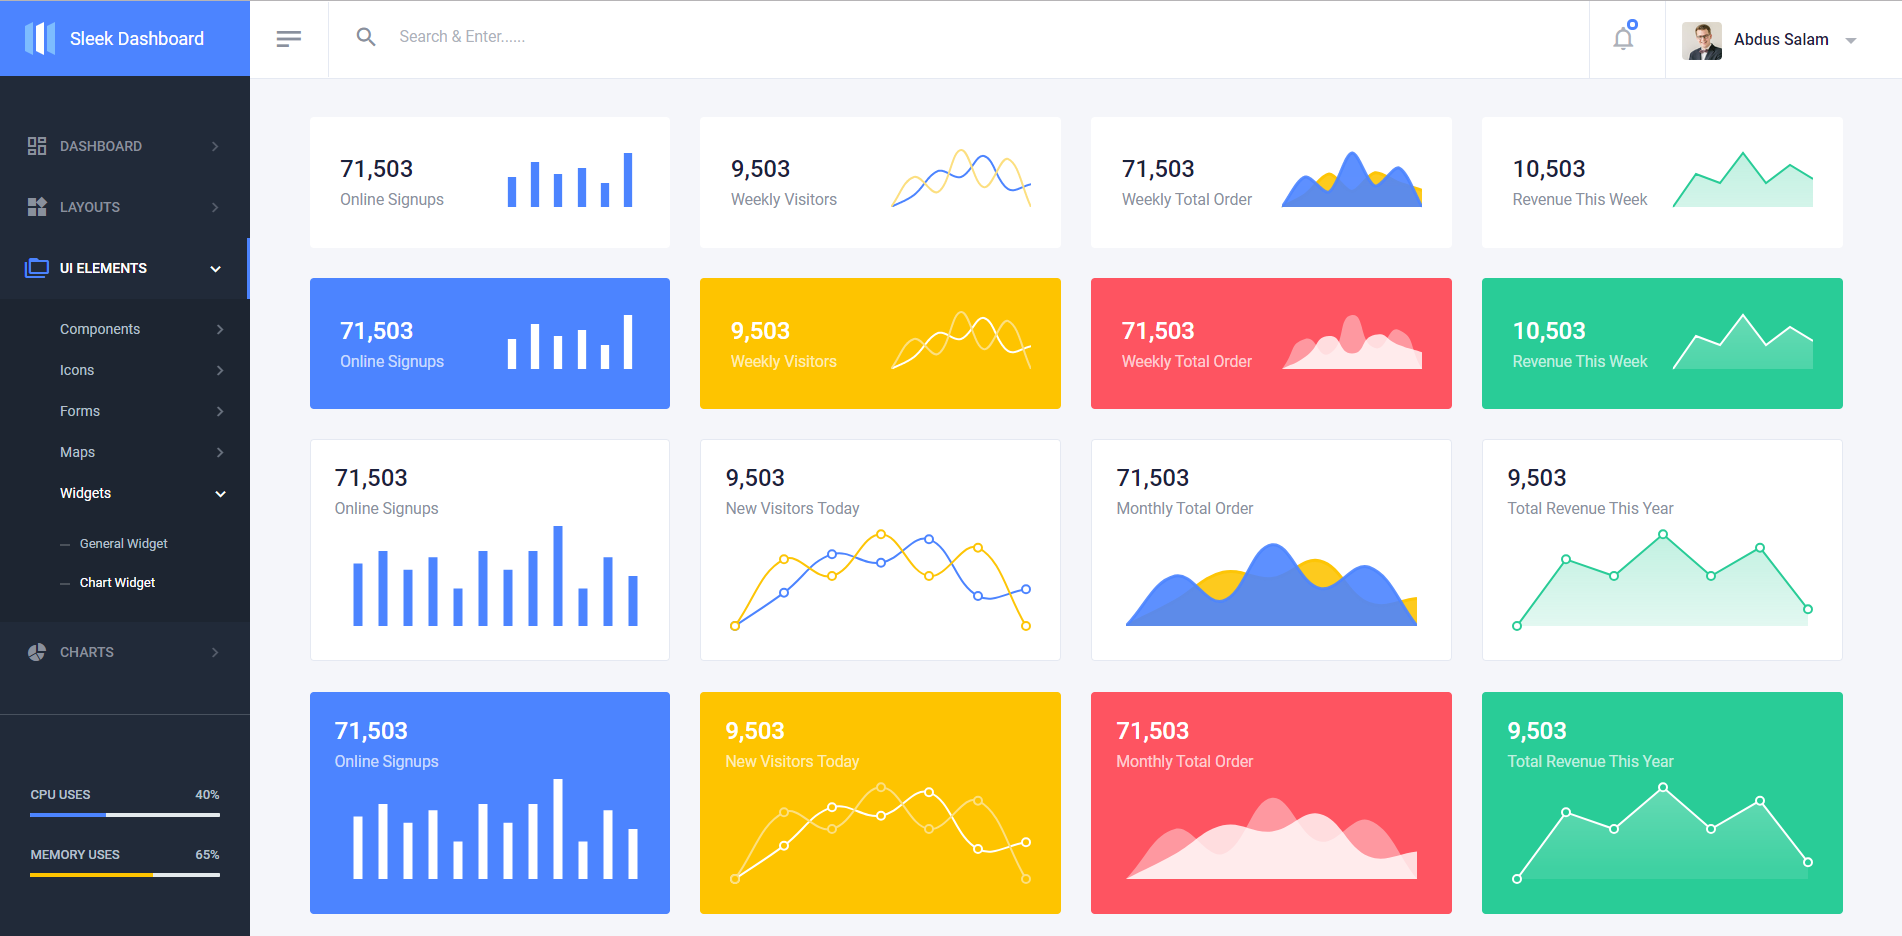 Sleek Dashboard
Search & Enter......
Abdus Salam
DASHBOARD
LAYOUTS
UI ELEMENTS
Components
Icons
Forms
Maps
Widgets
General Widget
Chart Widget
CHARTS
CPU USES 40%
MEMORY USES 65%
71,503
Online Signups
9,503
Weekly Visitors
71,503
Weekly Total Order
10,503
Revenue This Week
71,503
Online Signups
9,503
Weekly Visitors
71,503
Weekly Total Order
10,503
Revenue This Week
71,503
Online Signups
9,503
New Visitors Today
71,503
Monthly Total Order
9,503
Total Revenue This Year
71,503
Online Signups
9,503
New Visitors Today
71,503
Monthly Total Order
9,503
Total Revenue This Year